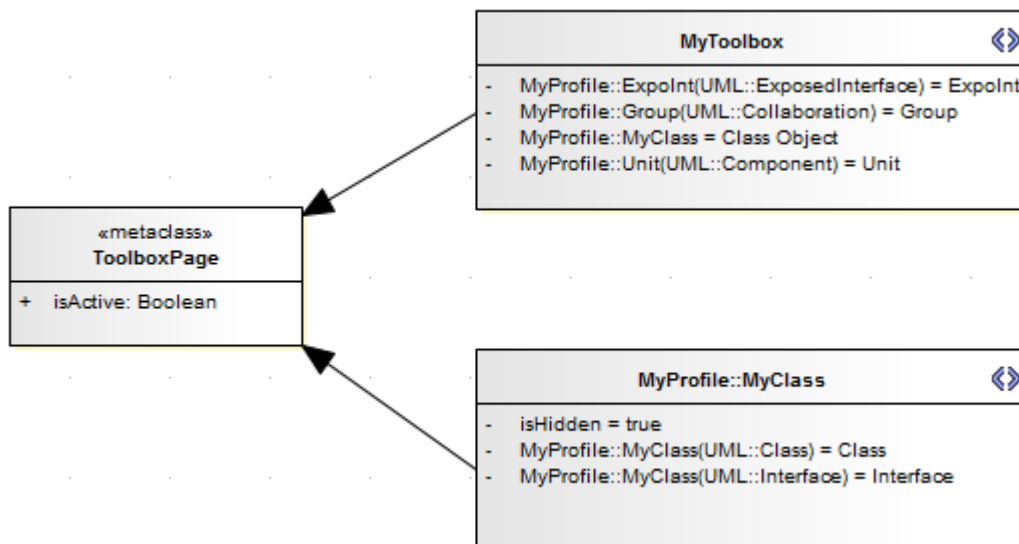 MyToolbox
- MyProfile::ExpoInt(UML::ExposedInterface) = ExpoInt
- MyProfile::Group(UML::Collaboration) = Group
- MyProfile::MyClass = Class Object
- MyProfile::Unit(UML::Component) = Unit
«metaclass»
ToolboxPage
+ isActive: Boolean
MyProfile::MyClass
- isHidden = true
- MyProfile::MyClass(UML::Class) = Class
- MyProfile::MyClass(UML::Interface) = Interface